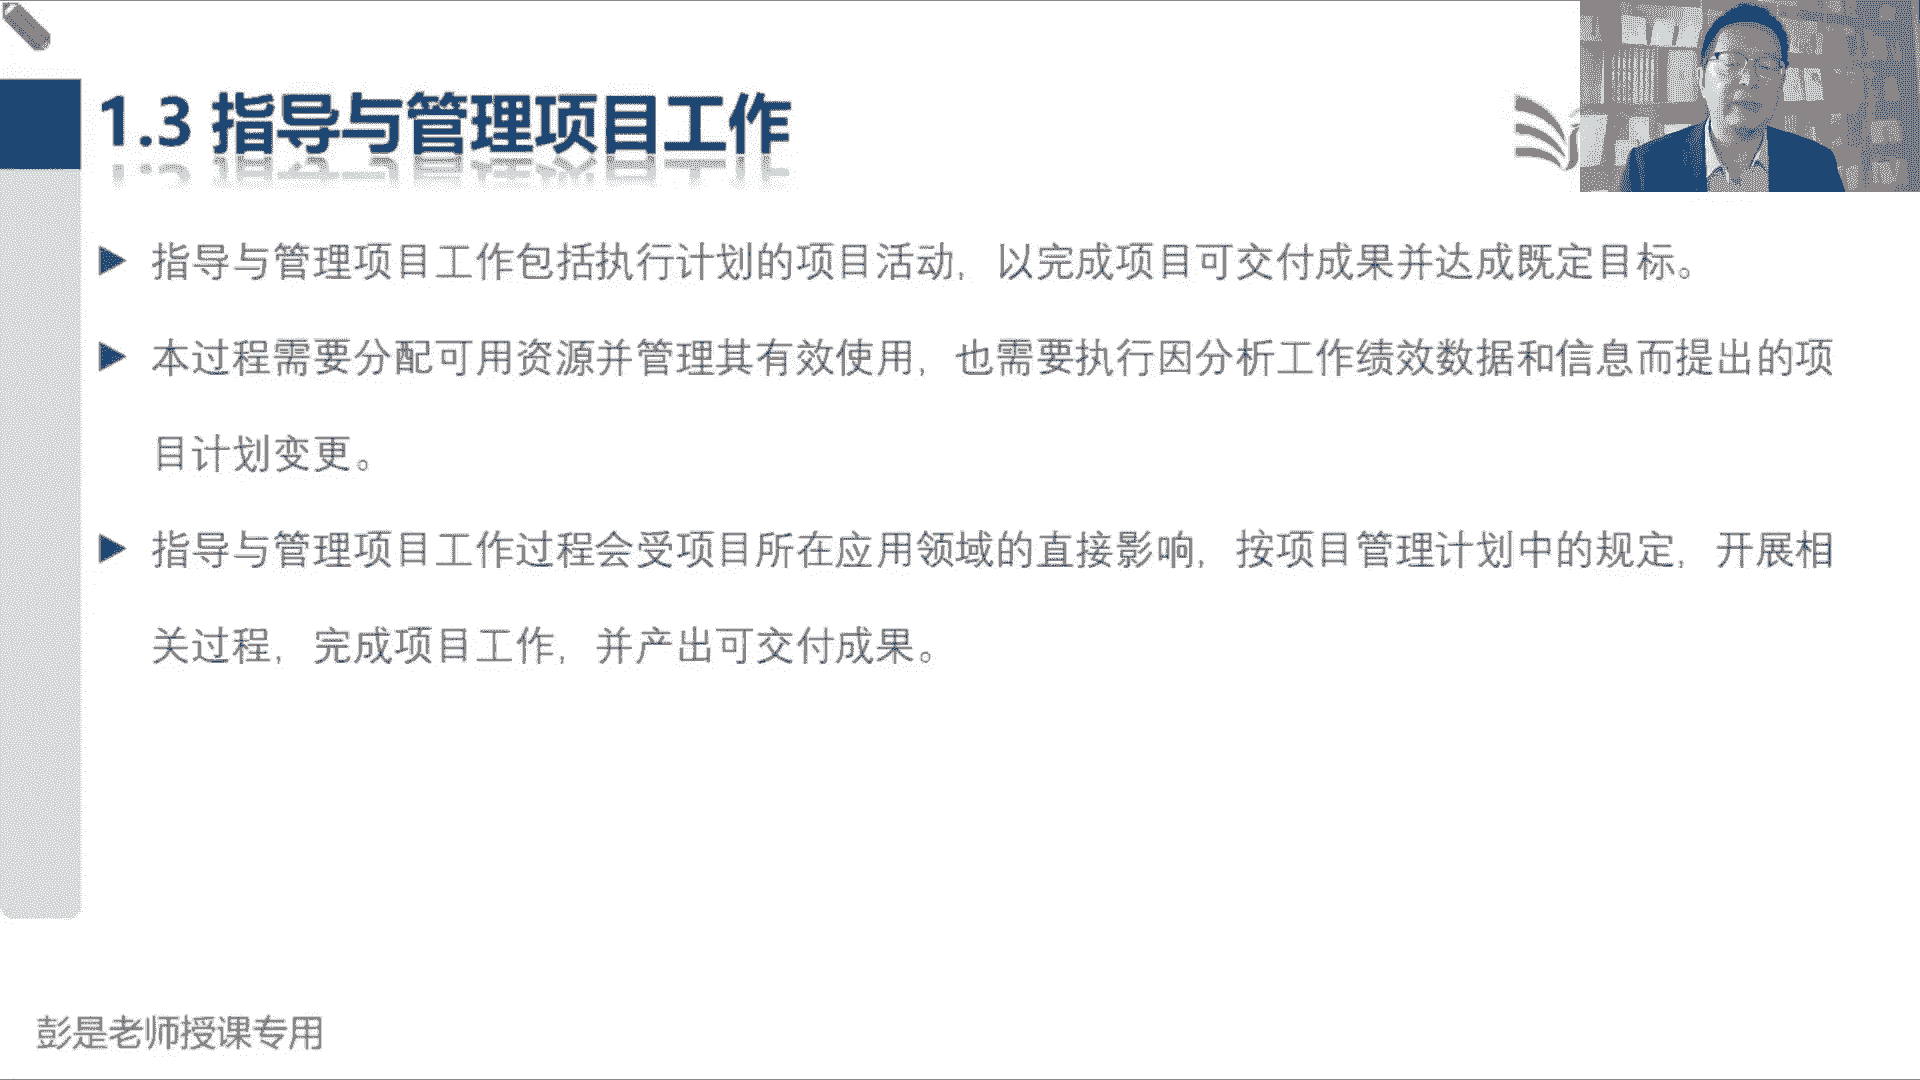 1.3 指导与管理项目工作
指导与管理项目工作包括执行计划的项目活动，以完成项目可交付成果并达成既定目标。
本过程需要分配可用资源并管理其有效使用，也需要执行因分析工作绩效数据和信息而提出的项
目计划变更。
指导与管理项目工作过程会受项目所在应用领域的直接影响，按项目管理计划中的规定，开展相
关过程，完成项目工作，并产出可交付成果。
彭是老师授课专用